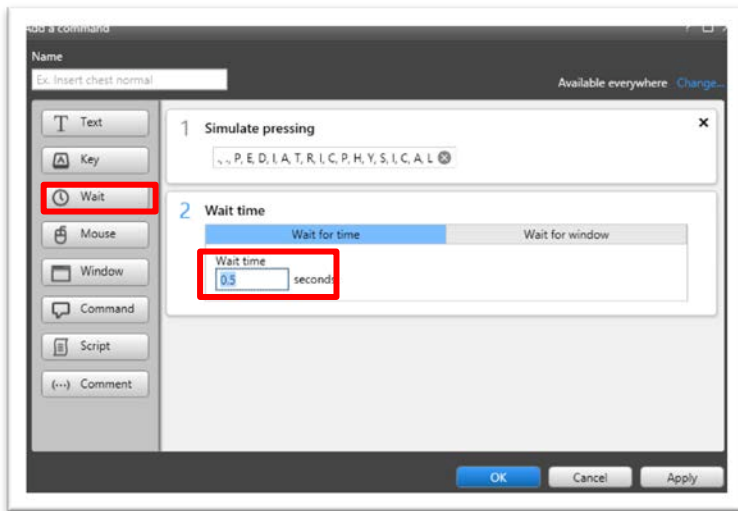 Add a command
Name
Ex. Insert chest normal
Available everywhere Change...
Text
Key
Wait
Mouse
Window
Command
Script
(...) Comment
1 Simulate pressing
., ., P, E, D, I, A, T, R, I, C, P, H, Y, S, I, C, A, L
2 Wait time
Wait for time Wait for window
Wait time
0.5 seconds
OK Cancel Apply